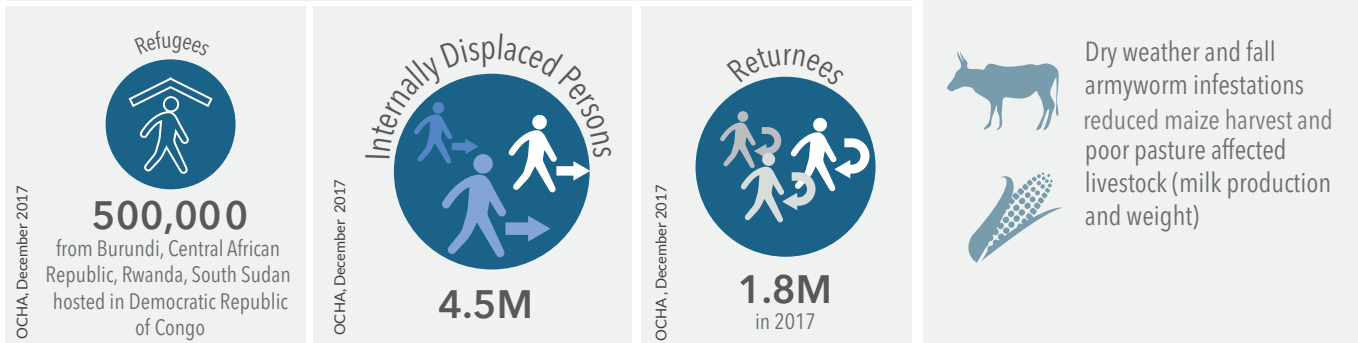 Refugees
OCHA, December 2017
500,000
from Burundi, Central African
Republic, Rwanda, South Sudan
hosted in Democratic Republic
of Congo
Internally Displaced Persons
OCHA, December 2017
4.5M
Returnees
OCHA , December 2017
1.8M
in 2017
Dry weather and fall
armyworm infestations
reduced maize harvest and
poor pasture affected
livestock (milk production
and weight)